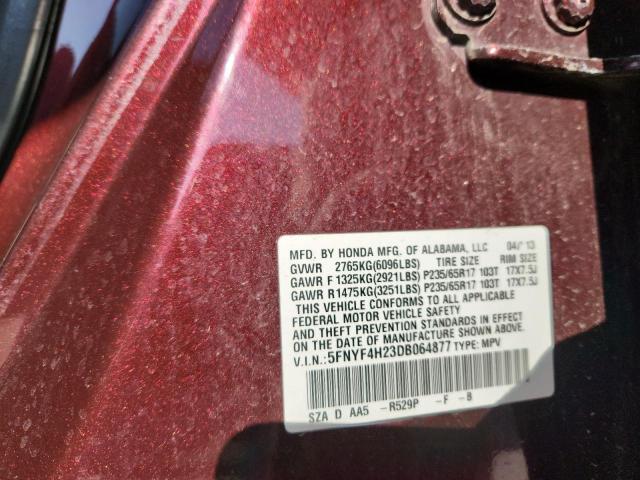 MFD. BY HONDA MFG. OF ALABAMA, LLC 04/13
GVWR 2765KG(6096LBS) TIRE SIZE RIM SIZE
GAWR F 1325KG(2921LBS) P235/65R17 103T 17X7.5J
GAWR R1475KG(3251LBS) P235/65R17 103T 17X7.5J
THIS VEHICLE CONFORMS TO ALL APPLICABLE
FEDERAL MOTOR VEHICLE SAFETY
AND THEFT PREVENTION STANDARDS IN EFFECT
ON THE DATE OF MANUFACTURE SHOWN ABOVE.
V.I.N.:5FNYF4H23DB064877 TYPE: MPV
SZA D AA5 -R529P -F -B